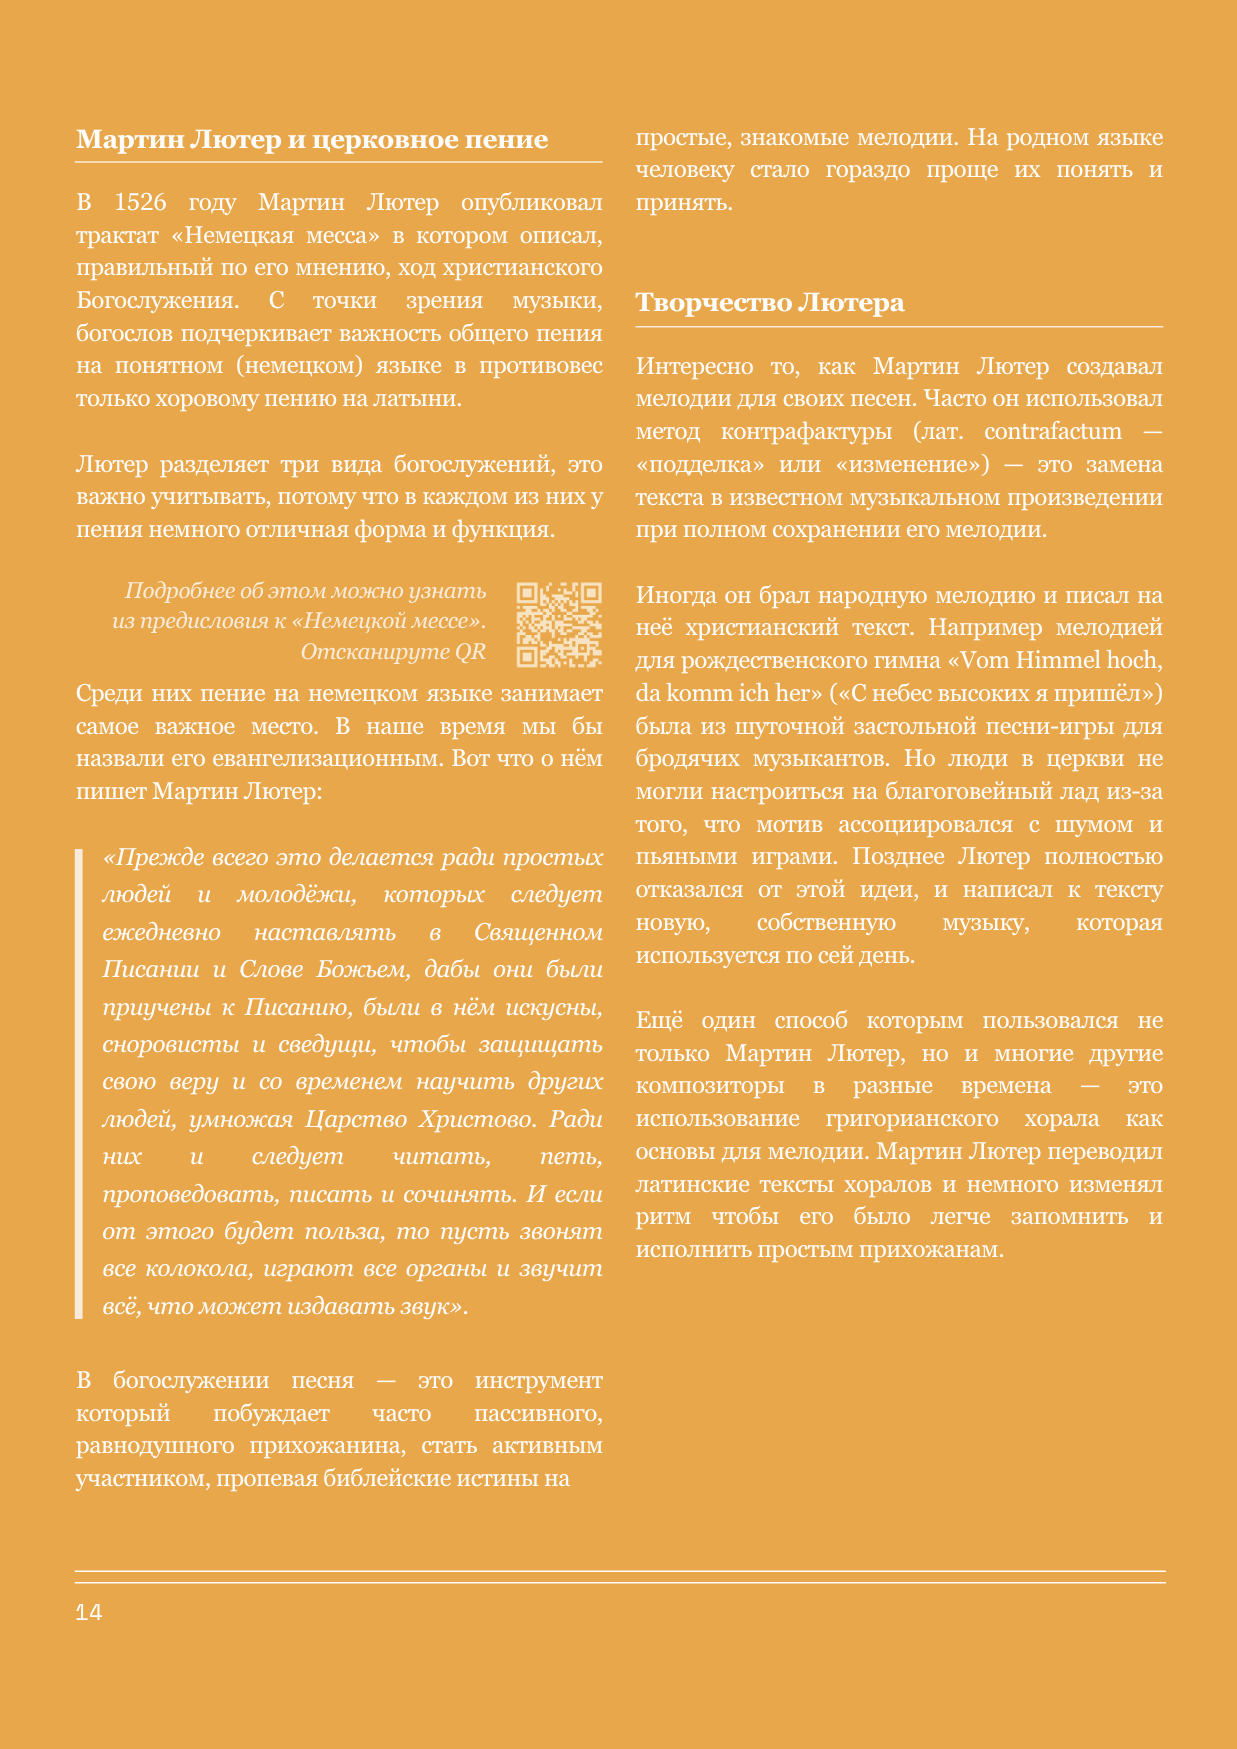 Мартин Лютер и церковное пение
В 1526 году Мартин Лютер опубликовал
трактат «Немецкая месса» в котором описал,
правильный по его мнению, ход христианского
Богослужения. С точки зрения музыки,
богослов подчеркивает важность общего пения
на понятном (немецком) языке в противовес
только хоровому пению на латыни.
Лютер разделяет три вида богослужений, это
важно учитывать, потому что в каждом из них у
пения немного отличная форма и функция.
Подробнее об этом можно узнать
из предисловия к «Немецкой мессе».
Отсканируте QR
Среди них пение на немецком языке занимает
самое важное место. В наше время мы бы
назвали его евангелизационным. Вот что о нём
пишет Мартин Лютер:
«Прежде всего это делается ради простых
людей и молодёжи, которых следует
ежедневно наставлять в Священном
Писании и Слове Божьем, дабы они были
приучены к Писанию, были в нём искусны,
сноровисты и сведущи, чтобы защищать
свою веру и со временем научить других
людей, умножая Царство Христово. Ради
них и следует читать, петь,
проповедовать, писать и сочинять. И если
от этого будет польза, то пусть звонят
все колокола, играют все органы и звучит
всё, что может издавать звук».
В богослужении песня — это инструмент
который побуждает часто пассивного,
равнодушного прихожанина, стать активным
участником, пропевая библейские истины на
простые, знакомые мелодии. На родном языке
человеку стало гораздо проще их понять и
принять.
Творчество Лютера
Интересно то, как Мартин Лютер создавал
мелодии для своих песен. Часто он использовал
метод контрафактуры (лат. contrafactum —
«подделка» или «изменение») — это замена
текста в известном музыкальном произведении
при полном сохранении его мелодии.
Иногда он брал народную мелодию и писал на
неё христианский текст. Например мелодией
для рождественского гимна «Vom Himmel hoch,
da komm ich her» («С небес высоких я пришёл»)
была из шуточной застольной песни-игры для
бродячих музыкантов. Но люди в церкви не
могли настроиться на благоговейный лад из-за
того, что мотив ассоциировался с шумом и
пьяными играми. Позднее Лютер полностью
отказался от этой идеи, и написал к тексту
новую, собственную музыку, которая
используется по сей день.
Ещё один способ которым пользовался не
только Мартин Лютер, но и многие другие
композиторы в разные времена — это
использование григорианского хорала как
основы для мелодии. Мартин Лютер переводил
латинские тексты хоралов и немного изменял
ритм чтобы его было легче запомнить и
исполнить простым прихожанам.
14